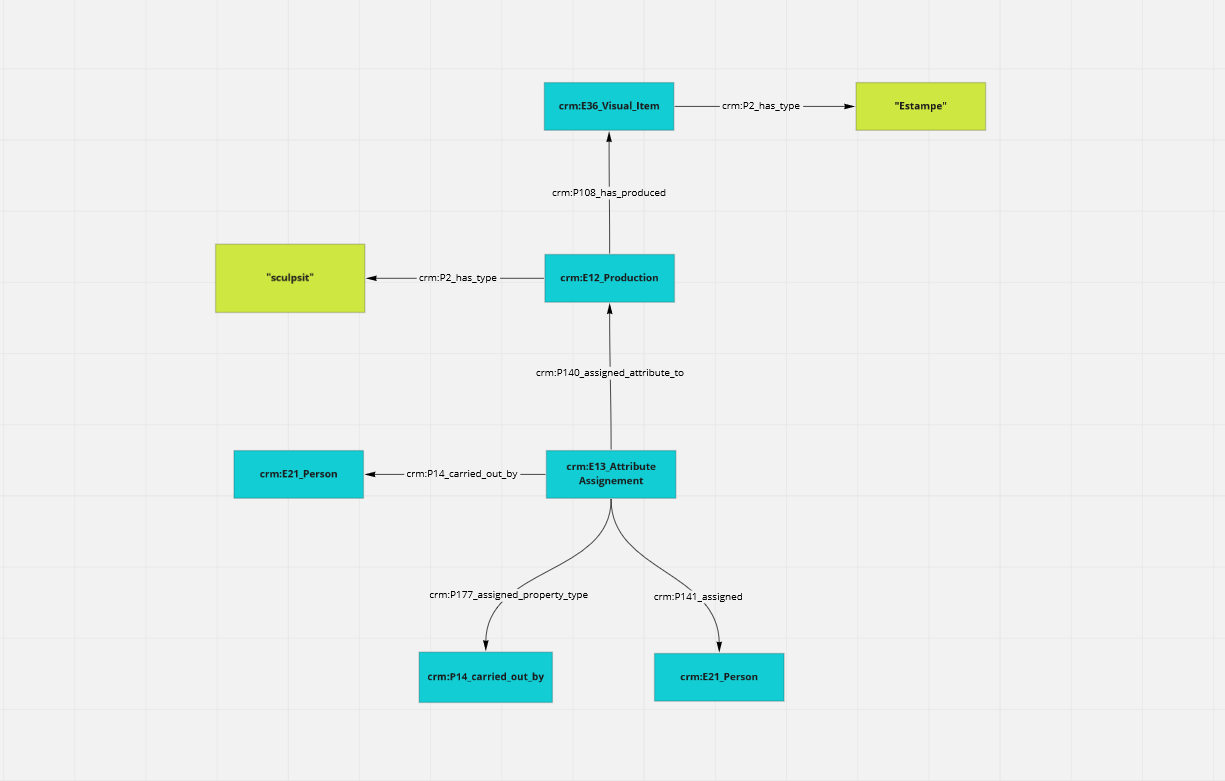 crm:E36_Visual_Item
crm:P2_has_type
"Estampe"
crm:P108_has_produced
"sculpsit"
crm:P2_has_type
crm:E12_Production
crm:P140_assigned_attribute_to
crm:E21_Person
crm:P14_carried_out_by
crm:E13_Attribute
Assignement
crm:P177_assigned_property_type
crm:P141_assigned
crm:P14_carried_out_by
crm:E21_Person